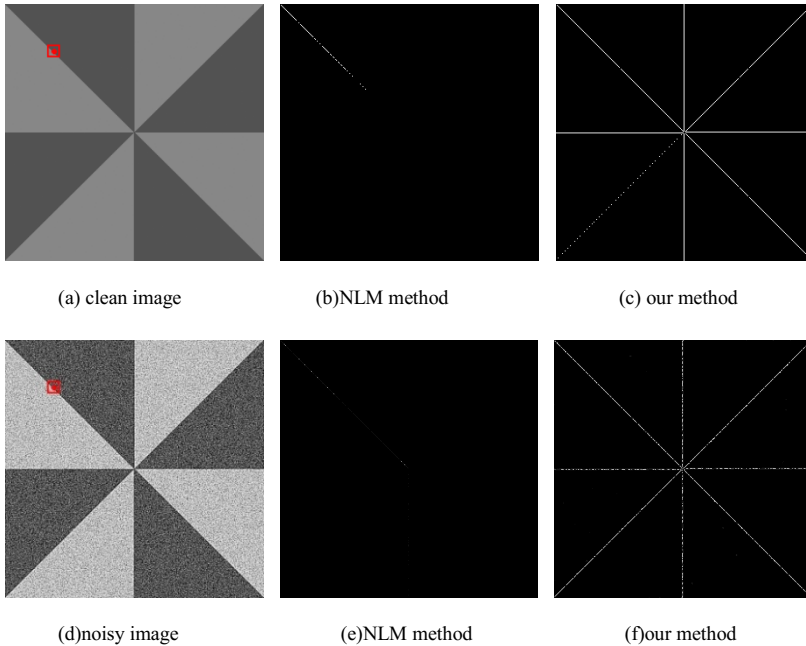 (a) clean image
(b)NLM method
(c) our method
(d)noisy image
(e)NLM method
(f)our method